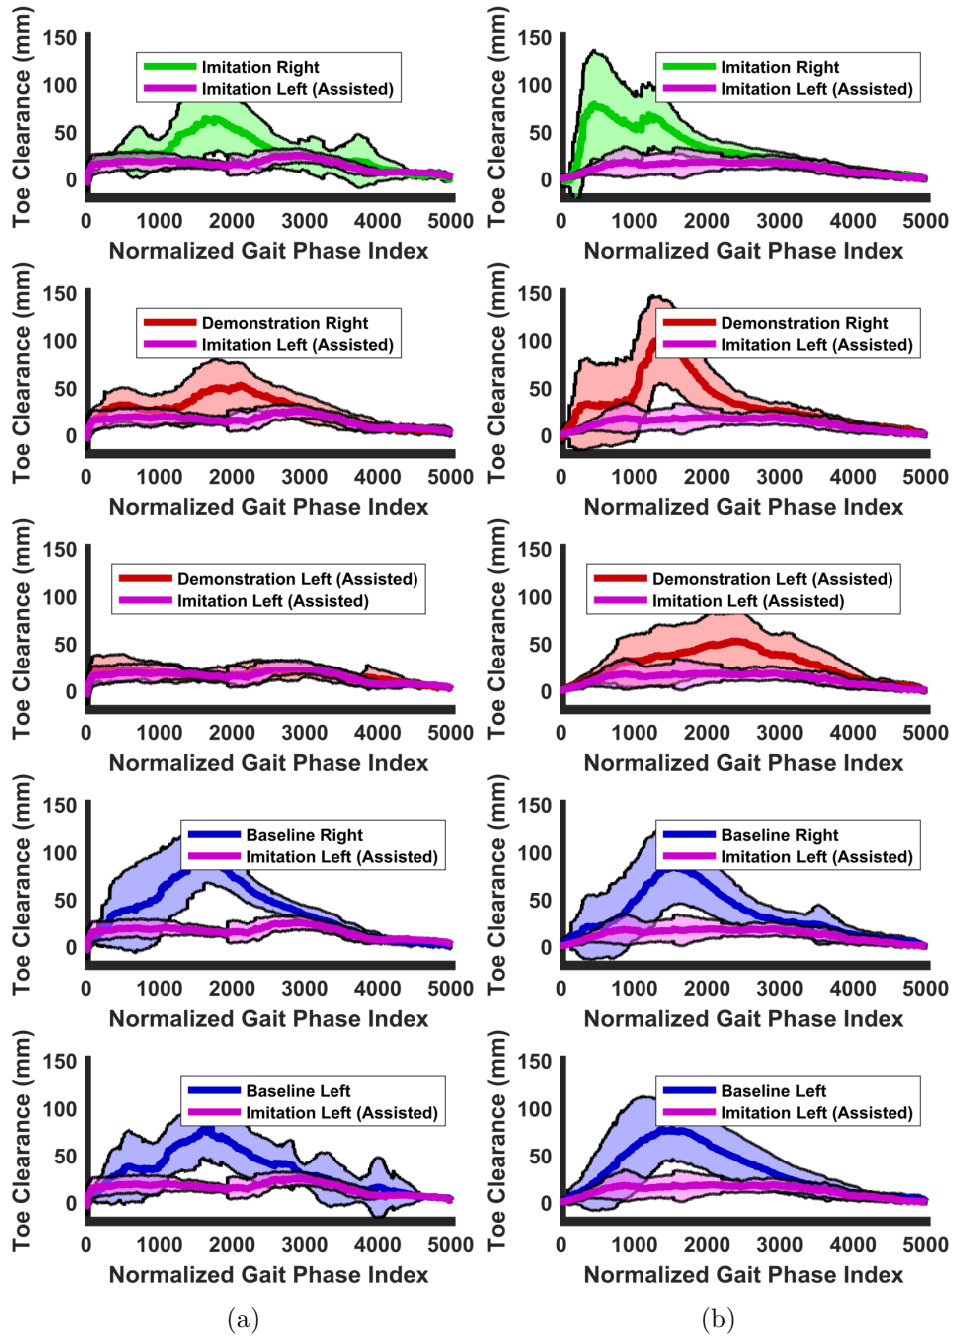 Toe Clearance (mm)
150
100
50
0
Imitation Right
Imitation Left (Assisted)
0 1000 2000 3000 4000 5000
Normalized Gait Phase Index
Toe Clearance (mm)
150
100
50
0
Imitation Right
Imitation Left (Assisted)
0 1000 2000 3000 4000 5000
Normalized Gait Phase Index
Toe Clearance (mm)
150
100
50
0
Demonstration Right
Imitation Left (Assisted)
0 1000 2000 3000 4000 5000
Normalized Gait Phase Index
Toe Clearance (mm)
150
100
50
0
Demonstration Right
Imitation Left (Assisted)
0 1000 2000 3000 4000 5000
Normalized Gait Phase Index
Toe Clearance (mm)
150
100
50
0
Demonstration Left (Assisted)
Imitation Left (Assisted)
0 1000 2000 3000 4000 5000
Normalized Gait Phase Index
Toe Clearance (mm)
150
100
50
0
Demonstration Left (Assisted)
Imitation Left (Assisted)
0 1000 2000 3000 4000 5000
Normalized Gait Phase Index
Toe Clearance (mm)
150
100
50
0
Baseline Right
Imitation Left (Assisted)
0 1000 2000 3000 4000 5000
Normalized Gait Phase Index
Toe Clearance (mm)
150
100
50
0
Baseline Right
Imitation Left (Assisted)
0 1000 2000 3000 4000 5000
Normalized Gait Phase Index
Toe Clearance (mm)
150
100
50
0
Baseline Left
Imitation Left (Assisted)
0 1000 2000 3000 4000 5000
Normalized Gait Phase Index
Toe Clearance (mm)
150
100
50
0
Baseline Left
Imitation Left (Assisted)
0 1000 2000 3000 4000 5000
Normalized Gait Phase Index
(a)
(b)